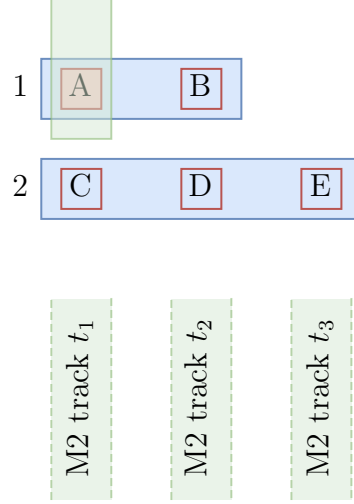 1 A B
2 C D E
M2 track t₁
M2 track t₂
M2 track t₃